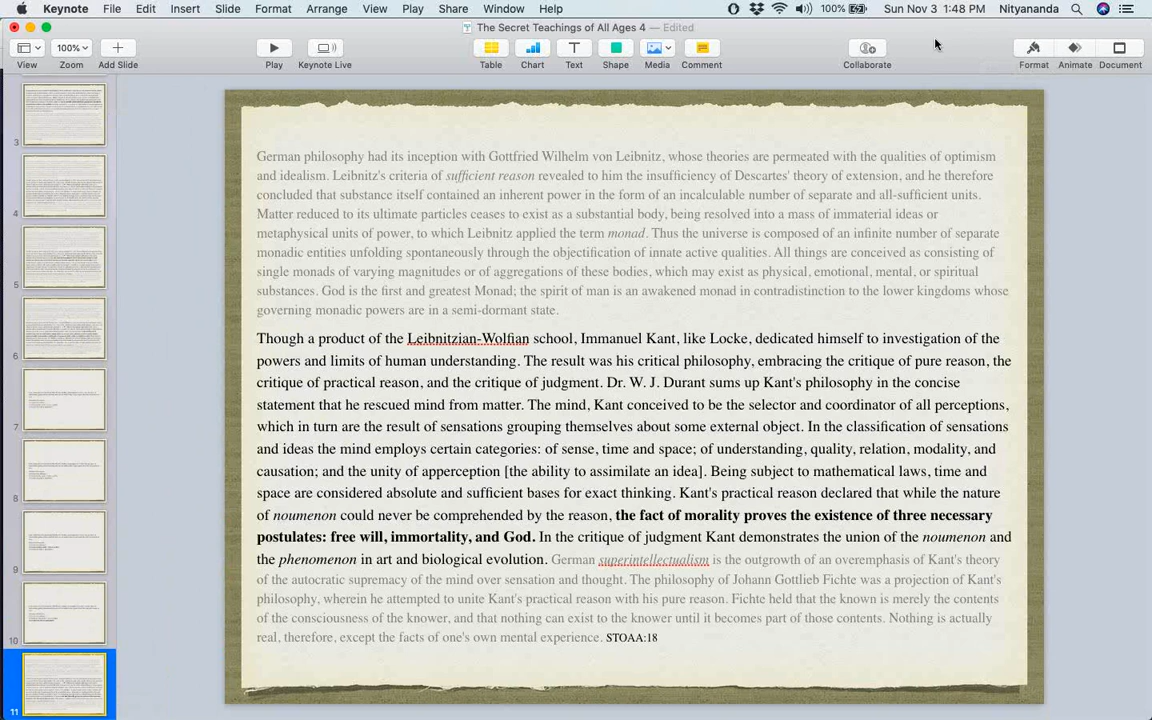 Keynote File Edit Insert Slide Format Arrange View Play Share Window Help 100% Sun Nov 3 1:48 PM Nityananda
The Secret Teachings of All Ages 4 — Edited
100%
View Zoom Add Slide Play Keynote Live Table Chart Text Shape Media Comment Collaborate Format Animate Document
3
4
5
6
7
8
9
10
11
German philosophy had its inception with Gottfried Wilhelm von Leibnitz, whose theories are permeated with the qualities of optimism
and idealism. Leibnitz's criteria of sufficient reason revealed to him the insufficiency of Descartes' theory of extension, and he therefore
concluded that substance itself contained an inherent power in the form of an incalculable number of separate and all-sufficient units.
Matter reduced to its ultimate particles ceases to exist as a substantial body, being resolved into a mass of immaterial ideas or
metaphysical units of power, to which Leibnitz applied the term monad. Thus the universe is composed of an infinite number of separate
monadic entities unfolding spontaneously through the objectification of innate active qualities. All things are conceived as consisting of
single monads of varying magnitudes or of aggregations of these bodies, which may exist as physical, emotional, mental, or spiritual
substances. God is the first and greatest Monad; the spirit of man is an awakened monad in contradistinction to the lower kingdoms whose
governing monadic powers are in a semi-dormant state.
Though a product of the Leibnitzian-Wolfian school, Immanuel Kant, like Locke, dedicated himself to investigation of the
powers and limits of human understanding. The result was his critical philosophy, embracing the critique of pure reason, the
critique of practical reason, and the critique of judgment. Dr. W. J. Durant sums up Kant's philosophy in the concise
statement that he rescued mind from matter. The mind, Kant conceived to be the selector and coordinator of all perceptions,
which in turn are the result of sensations grouping themselves about some external object. In the classification of sensations
and ideas the mind employs certain categories: of sense, time and space; of understanding, quality, relation, modality, and
causation; and the unity of apperception [the ability to assimilate an idea]. Being subject to mathematical laws, time and
space are considered absolute and sufficient bases for exact thinking. Kant's practical reason declared that while the nature
of noumenon could never be comprehended by the reason, the fact of morality proves the existence of three necessary
postulates: free will, immortality, and God. In the critique of judgment Kant demonstrates the union of the noumenon and
the phenomenon in art and biological evolution. German superintellectualism is the outgrowth of an overemphasis of Kant's theory
of the autocratic supremacy of the mind over sensation and thought. The philosophy of Johann Gottlieb Fichte was a projection of Kant's
philosophy, wherein he attempted to unite Kant's practical reason with his pure reason. Fichte held that the known is merely the contents
of the consciousness of the knower, and that nothing can exist to the knower until it becomes part of those contents. Nothing is actually
real, therefore, except the facts of one's own mental experience. STOAA:18